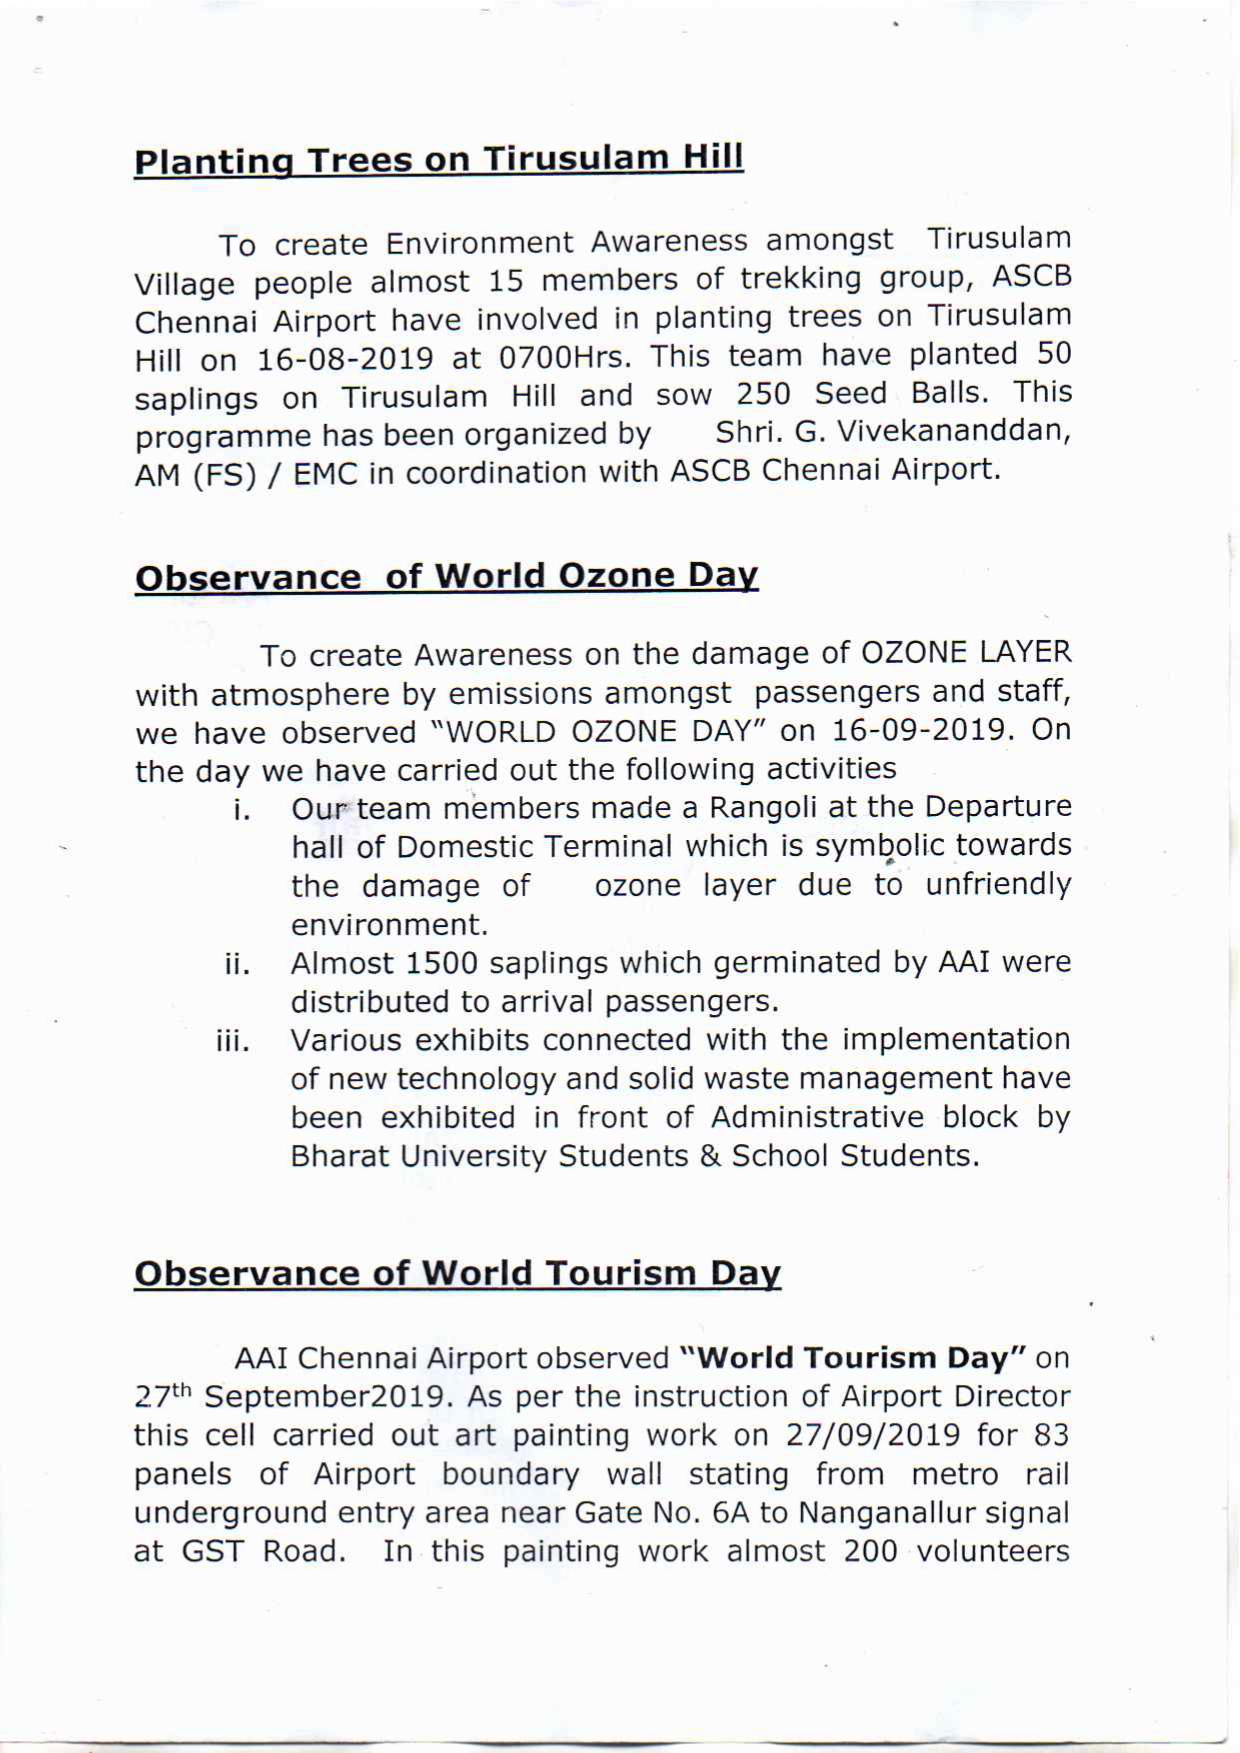 Planting Trees on Tirusulam Hill
To create Environment Awareness amongst Tirusulam
Village people almost 15 members of trekking group, ASCB
Chennai Airport have involved in planting trees on Tirusulam
Hill on 16-08-2019 at 0700Hrs. This team have planted 50
saplings on Tirusulam Hill and sow 250 Seed Balls. This
programme has been organized by Shri. G. Vivekananddan,
AM (FS) / EMC in coordination with ASCB Chennai Airport.
Observance of World Ozone Day
To create Awareness on the damage of OZONE LAYER
with atmosphere by emissions amongst passengers and staff,
we have observed “WORLD OZONE DAY” on 16-09-2019. On
the day we have carried out the following activities
i. Our team members made a Rangoli at the Departure
hall of Domestic Terminal which is symbolic towards
the damage of ozone layer due to unfriendly
environment.
ii. Almost 1500 saplings which germinated by AAI were
distributed to arrival passengers.
iii. Various exhibits connected with the implementation
of new technology and solid waste management have
been exhibited in front of Administrative block by
Bharat University Students & School Students.
Observance of World Tourism Day
AAI Chennai Airport observed “World Tourism Day” on
27th September2019. As per the instruction of Airport Director
this cell carried out art painting work on 27/09/2019 for 83
panels of Airport boundary wall stating from metro rail
underground entry area near Gate No. 6A to Nanganallur signal
at GST Road. In this painting work almost 200 volunteers